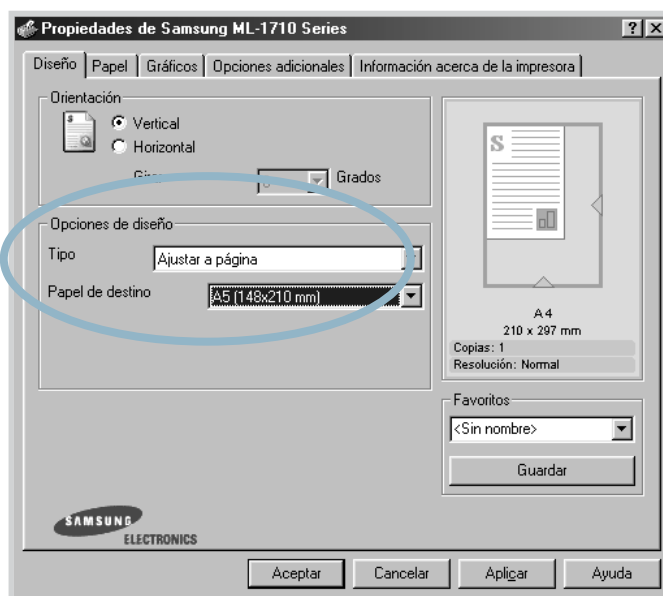 Propiedades de Samsung ML-1710 Series
Diseño Papel Gráficos Opciones adicionales Información acerca de la impresora
Orientación
Vertical
Horizontal
Grados
Opciones de diseño
Tipo Ajustar a página
Papel de destino A5 (148x210 mm)
S
A4
210 x 297 mm
Copias: 1
Resolución: Normal
Favoritos
<Sin nombre>
Guardar
SAMSUNG
ELECTRONICS
Aceptar Cancelar Aplicar Ayuda